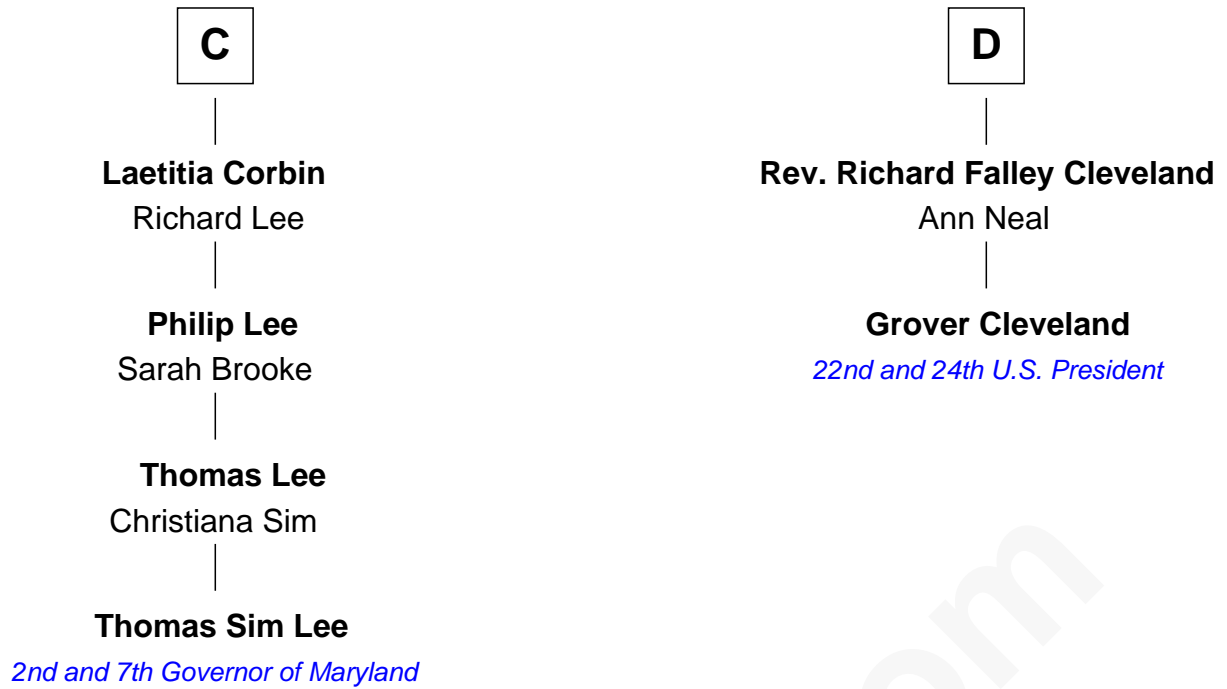 C
Laetitia Corbin
Richard Lee
Philip Lee
Sarah Brooke
Thomas Lee
Christiana Sim
Thomas Sim Lee
2nd and 7th Governor of Maryland
D
Rev. Richard Falley Cleveland
Ann Neal
Grover Cleveland
22nd and 24th U.S. President
om